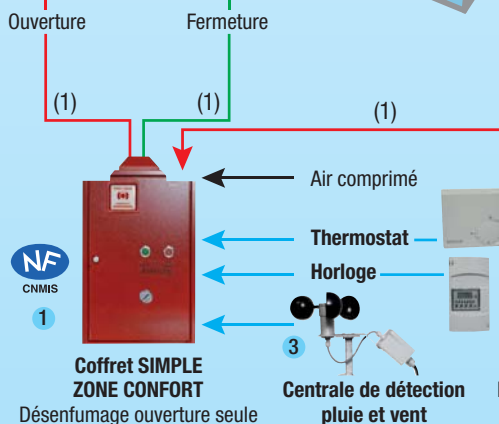 Ouverture
Fermeture
(1)
(1)
(1)
Air comprimé
Thermostat
Horloge
NF
CNMIS
1
3
Coffret SIMPLE
ZONE CONFORT
Désenfumage ouverture seule
Centrale de détection
pluie et vent